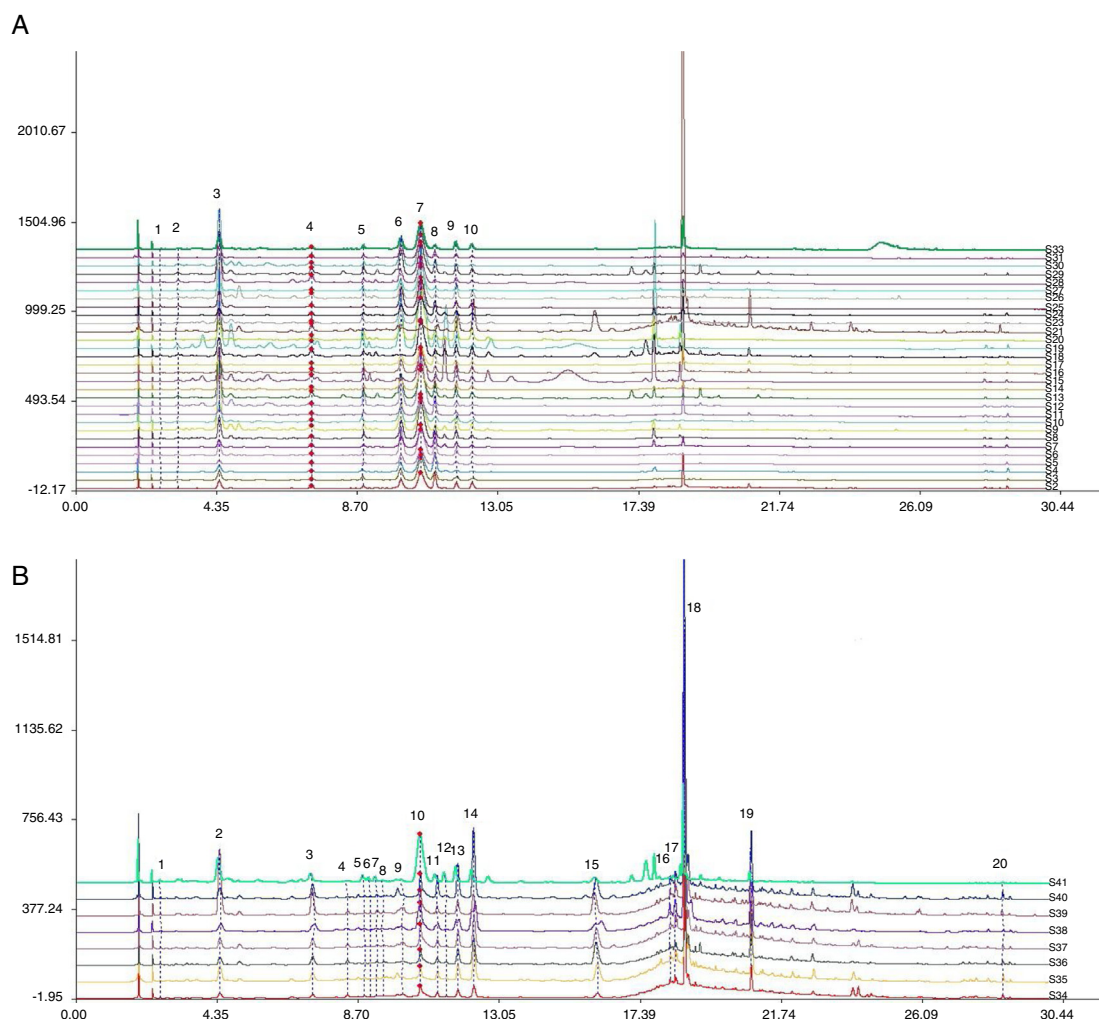 A
2010.67
1504.96
999.25
493.54
-12.17
1 2 3 4 5 6 7 8 9 10
S33
S31
S30
S29
S28
S27
S26
S25
S24
S23
S21
S20
S19
S18
S17
S16
S15
S14
S13
S12
S11
S10
S9
S8
S7
S6
S5
S4
S3
S2
0.00 4.35 8.70 13.05 17.39 21.74 26.09 30.44
B
1514.81
1135.62
756.43
377.24
-1.95
1 2 3 4 5 6 7 8 9 10 11 12 13 14 15 16 17 18 19 20
S41
S40
S39
S38
S37
S36
S35
S34
0.00 4.35 8.70 13.05 17.39 21.74 26.09 30.44